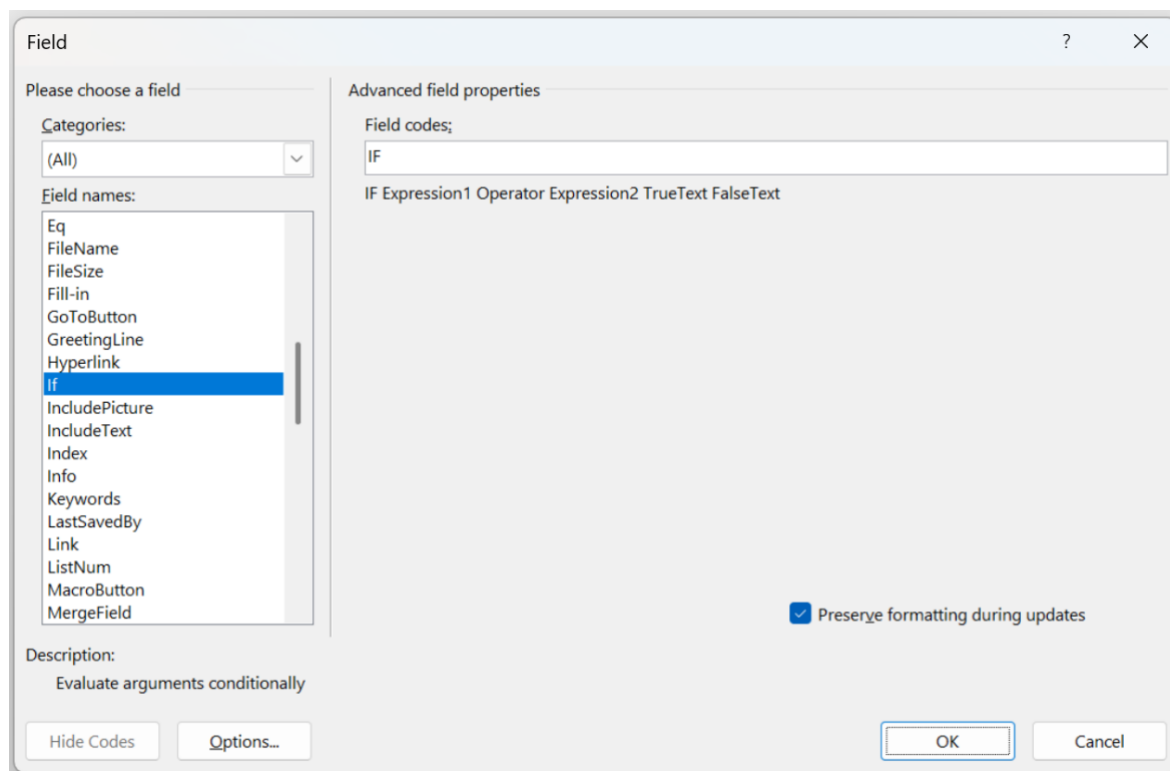 Field
?
Please choose a field
Categories:
(All)
Field names:
Eq
FileName
FileSize
Fill-in
GoToButton
GreetingLine
Hyperlink
If
IncludePicture
IncludeText
Index
Info
Keywords
LastSavedBy
Link
ListNum
MacroButton
MergeField
Advanced field properties
Field codes:
IF
IF Expression1 Operator Expression2 TrueText FalseText
Preserve formatting during updates
Description:
Evaluate arguments conditionally
Hide Codes
Options...
OK
Cancel